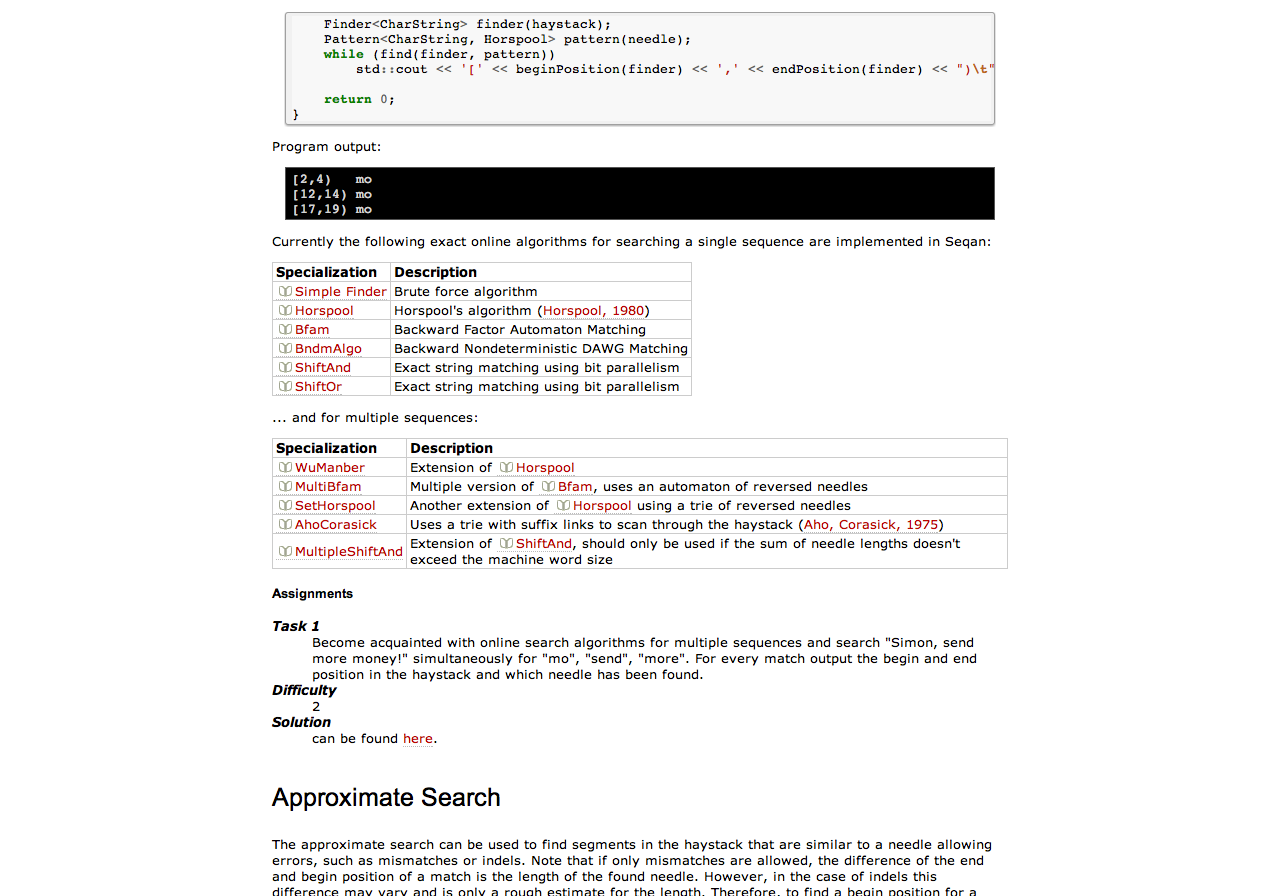 Finder<CharString> finder(haystack);
Pattern<CharString, Horspool> pattern(needle);
while (find(finder, pattern))
std::cout << '[' << beginPosition(finder) << ',' << endPosition(finder) << ")\t"
return 0;
}
Program output:
[2,4) mo
[12,14) mo
[17,19) mo
Currently the following exact online algorithms for searching a single sequence are implemented in Seqan:
Specialization Description
Simple Finder Brute force algorithm
Horspool Horspool's algorithm (Horspool, 1980)
Bfam Backward Factor Automaton Matching
BndmAlgo Backward Nondeterministic DAWG Matching
ShiftAnd Exact string matching using bit parallelism
ShiftOr Exact string matching using bit parallelism
... and for multiple sequences:
Specialization Description
WuManber Extension of Horspool
MultiBfam Multiple version of Bfam, uses an automaton of reversed needles
SetHorspool Another extension of Horspool using a trie of reversed needles
AhoCorasick Uses a trie with suffix links to scan through the haystack (Aho, Corasick, 1975)
MultipleShiftAnd Extension of ShiftAnd, should only be used if the sum of needle lengths doesn't
exceed the machine word size
Assignments
Task 1
Become acquainted with online search algorithms for multiple sequences and search "Simon, send
more money!" simultaneously for "mo", "send", "more". For every match output the begin and end
position in the haystack and which needle has been found.
Difficulty
2
Solution
can be found here.
Approximate Search
The approximate search can be used to find segments in the haystack that are similar to a needle allowing
errors, such as mismatches or indels. Note that if only mismatches are allowed, the difference of the end
and begin position of a match is the length of the found needle. However, in the case of indels this
difference may vary and is only a rough estimate for the length. Therefore, to find a begin position for a